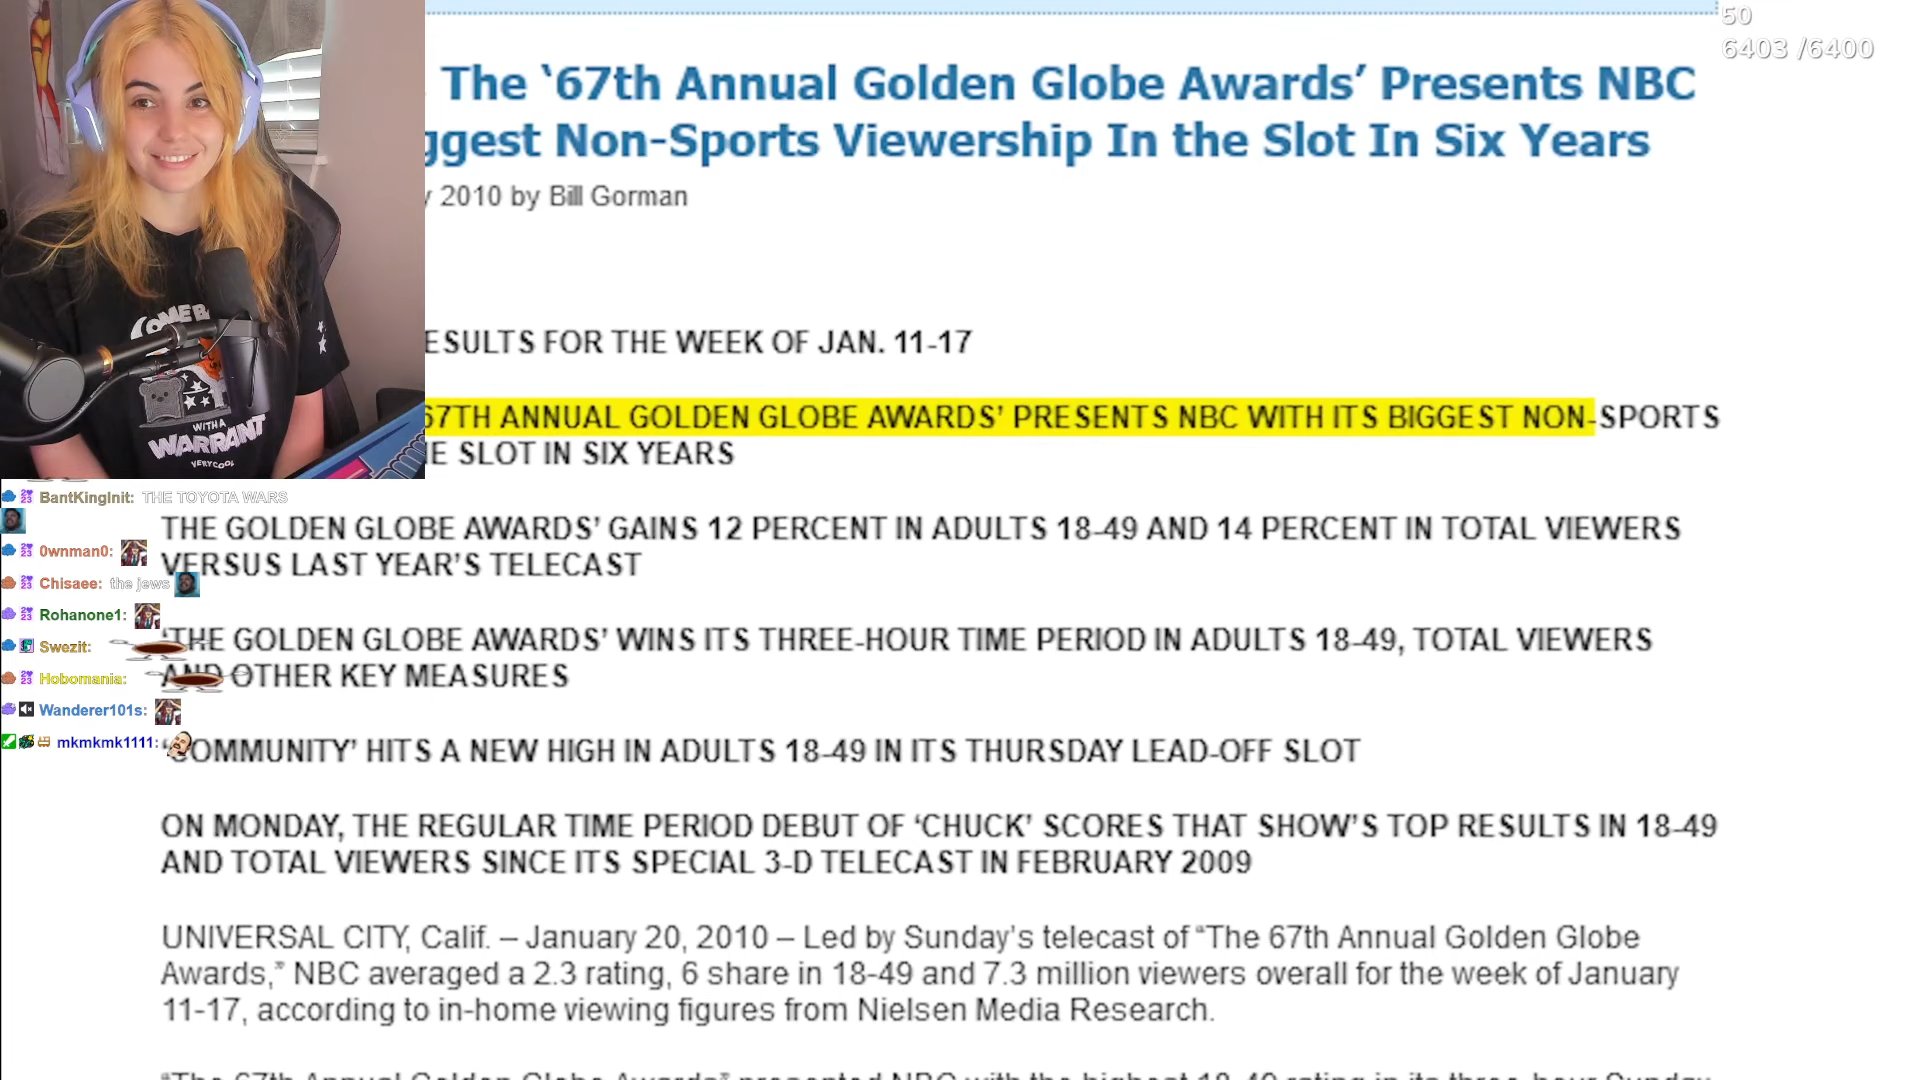 50
6403 /6400
The ‘67th Annual Golden Globe Awards’ Presents NBC
ggest Non-Sports Viewership In the Slot In Six Years
2010 by Bill Gorman
ESULTS FOR THE WEEK OF JAN. 11-17
67TH ANNUAL GOLDEN GLOBE AWARDS’ PRESENTS NBC WITH ITS BIGGEST NON-SPORTS
E SLOT IN SIX YEARS
WITH A
WARRANT
VERY COOL
BantKingInit: THE TOYOTA WARS
THE GOLDEN GLOBE AWARDS’ GAINS 12 PERCENT IN ADULTS 18-49 AND 14 PERCENT IN TOTAL VIEWERS
0wnman0:
VERSUS LAST YEAR’S TELECAST
Chisaee: the jews
Rohanone1:
‘THE GOLDEN GLOBE AWARDS’ WINS ITS THREE-HOUR TIME PERIOD IN ADULTS 18-49, TOTAL VIEWERS
Swezit:
AND OTHER KEY MEASURES
Hobomania:
Wanderer101s:
mkmkmk1111:
‘COMMUNITY’ HITS A NEW HIGH IN ADULTS 18-49 IN ITS THURSDAY LEAD-OFF SLOT
ON MONDAY, THE REGULAR TIME PERIOD DEBUT OF ‘CHUCK’ SCORES THAT SHOW’S TOP RESULTS IN 18-49
AND TOTAL VIEWERS SINCE ITS SPECIAL 3-D TELECAST IN FEBRUARY 2009
UNIVERSAL CITY, Calif. – January 20, 2010 – Led by Sunday’s telecast of “The 67th Annual Golden Globe
Awards,” NBC averaged a 2.3 rating, 6 share in 18-49 and 7.3 million viewers overall for the week of January
11-17, according to in-home viewing figures from Nielsen Media Research.